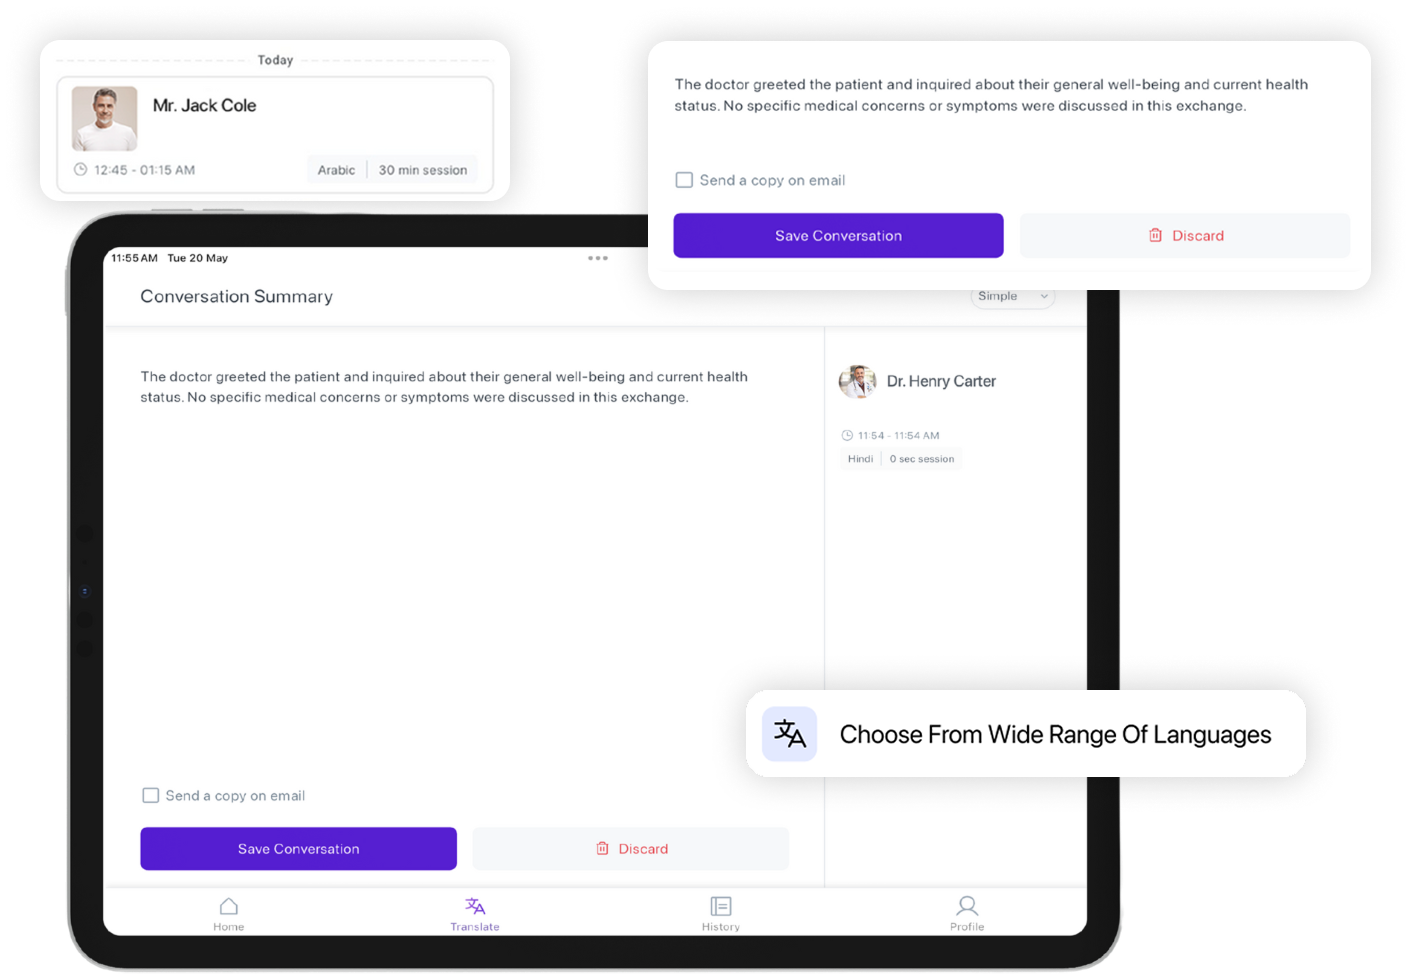 Today
Mr. Jack Cole
12:45 - 01:15 AM
Arabic
30 min session
The doctor greeted the patient and inquired about their general well-being and current health
status. No specific medical concerns or symptoms were discussed in this exchange.
Send a copy on email
Save Conversation
Discard
11:55 AM Tue 20 May
Conversation Summary
Simple
The doctor greeted the patient and inquired about their general well-being and current health
status. No specific medical concerns or symptoms were discussed in this exchange.
Dr. Henry Carter
11:54 - 11:54 AM
Hindi
0 sec session
文A Choose From Wide Range Of Languages
Send a copy on email
Save Conversation
Discard
文A
Home
Translate
History
Profile